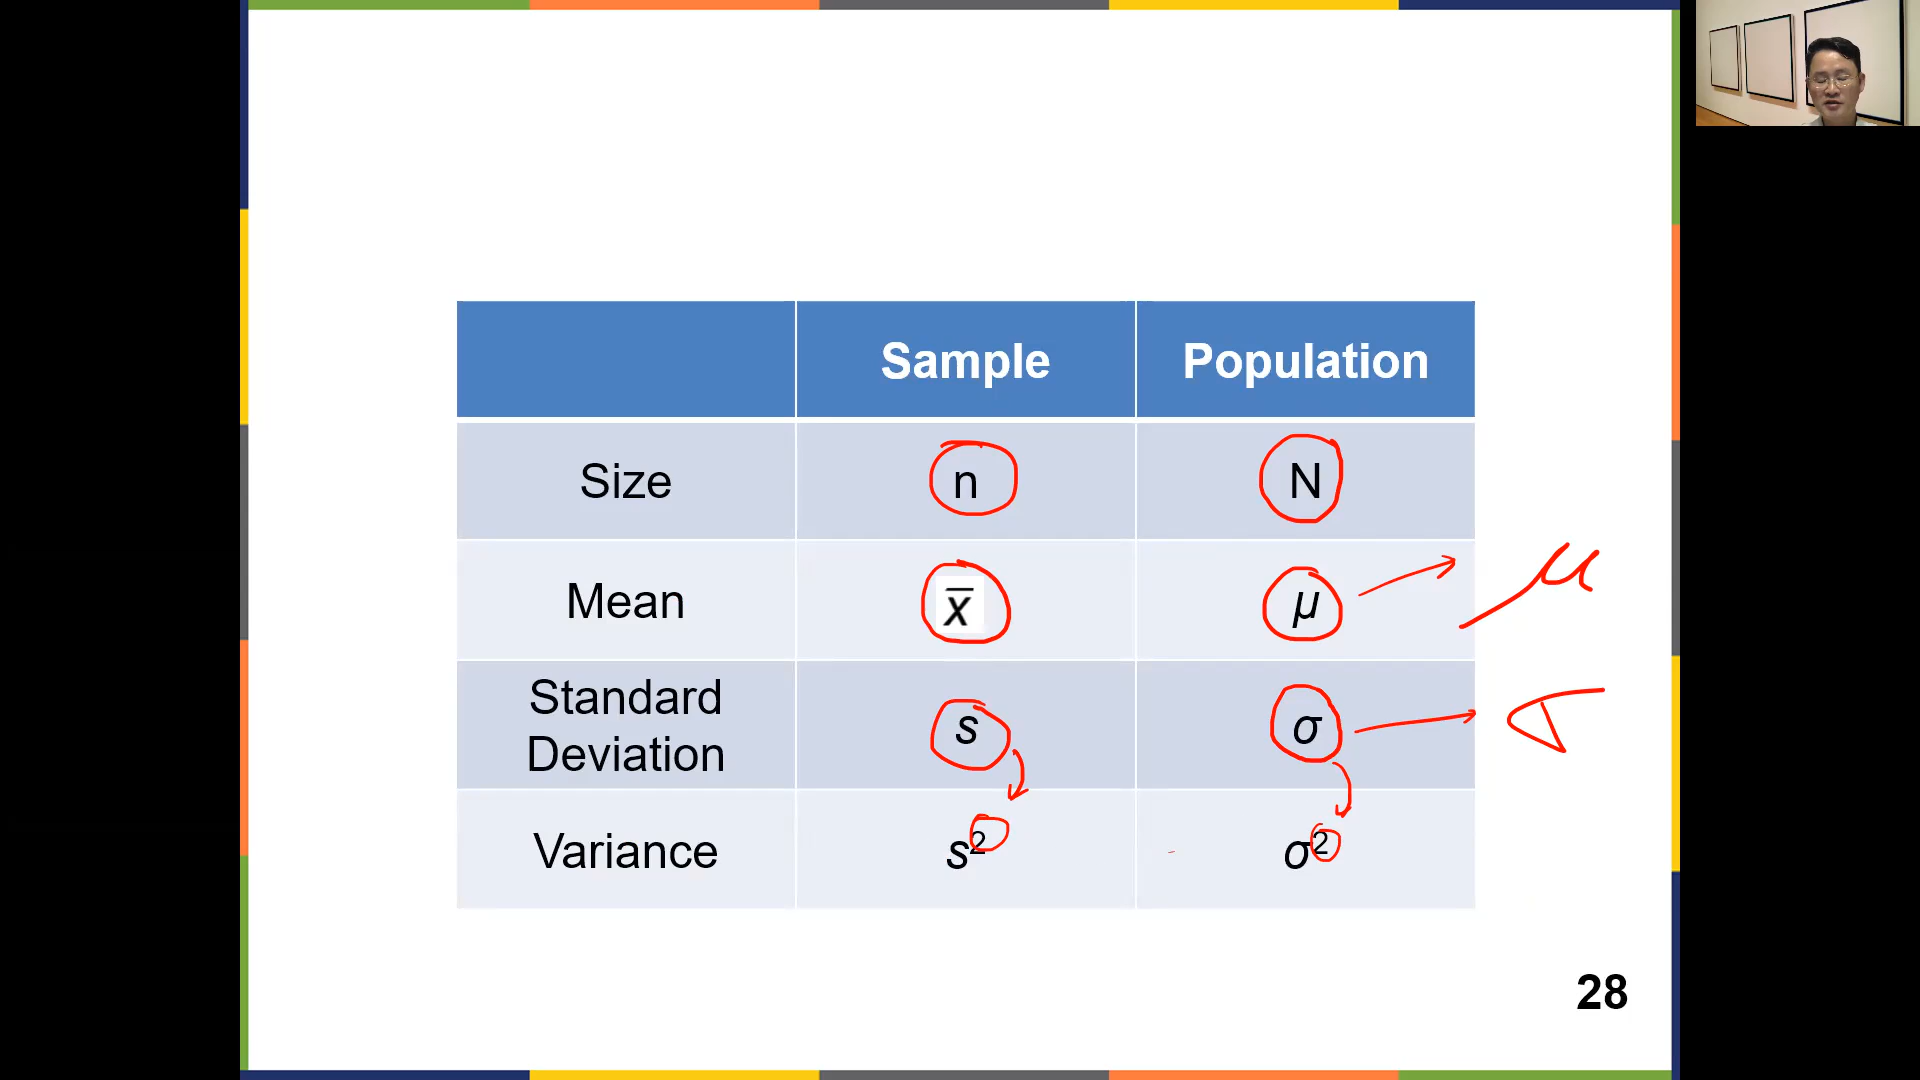 Sample Population
Size n N
Mean x̅ μ μ
Standard
Deviation s σ σ
Variance s² σ²
28